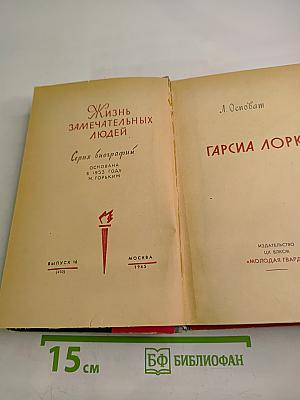 Жизнь
ЗАМЕЧАТЕЛЬНЫХ
ЛЮДЕЙ
Серия биографий
ОСНОВАНА
В 1933 ГОДУ
М. ГОРЬКИМ
ВЫПУСК 16
МОСКВА
1965
Л. Осповат
ГАРСИА ЛОРК
ИЗДАТЕЛЬСТВО
ЦК ВЛКСМ
«МОЛОДАЯ ГВАРД
15 см
БФ БИБЛИОФАН